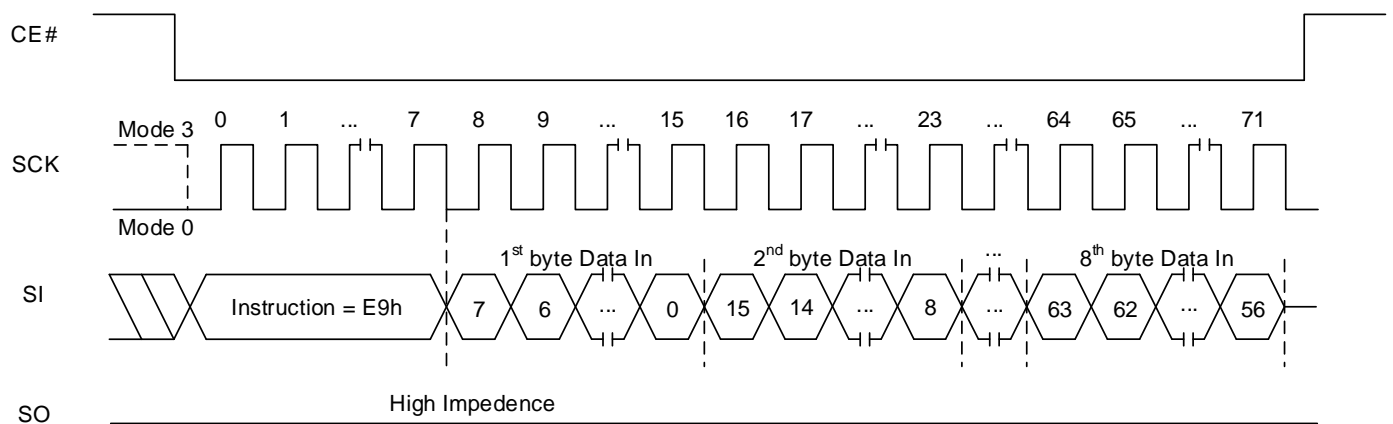 CE#
0 1 ... 7 8 9 ... 15 16 17 ... 23 ... 64 65 ... 71
Mode 3
SCK
Mode 0
1st byte Data In 2nd byte Data In ... 8th byte Data In
SI
Instruction = E9h 7 6 ... 0 15 14 ... 8 ... 63 62 ... 56
High Impedence
SO